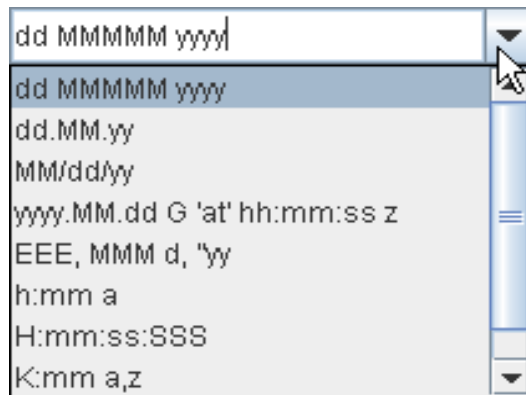 dd MMMMM yyyy
dd MMMMM yyyy
dd.MM.yy
MM/dd/yy
yyyy.MM.dd G 'at' hh:mm:ss z
EEE, MMM d, ''yy
h:mm a
H:mm:ss:SSS
K:mm a,z